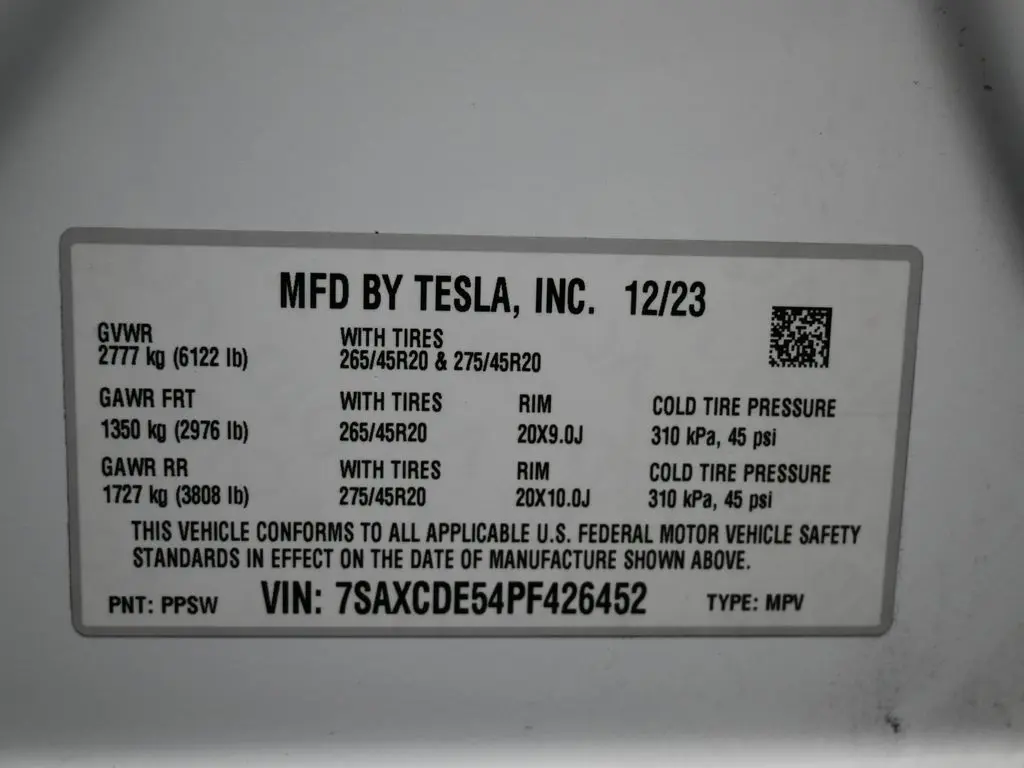 MFD BY TESLA, INC. 12/23
GVWR WITH TIRES
2777 kg (6122 lb) 265/45R20 & 275/45R20
GAWR FRT WITH TIRES RIM COLD TIRE PRESSURE
1350 kg (2976 lb) 265/45R20 20X9.0J 310 kPa, 45 psi
GAWR RR WITH TIRES RIM COLD TIRE PRESSURE
1727 kg (3808 lb) 275/45R20 20X10.0J 310 kPa, 45 psi
THIS VEHICLE CONFORMS TO ALL APPLICABLE U.S. FEDERAL MOTOR VEHICLE SAFETY
STANDARDS IN EFFECT ON THE DATE OF MANUFACTURE SHOWN ABOVE.
PNT: PPSW VIN: 7SAXCDE54PF426452 TYPE: MPV